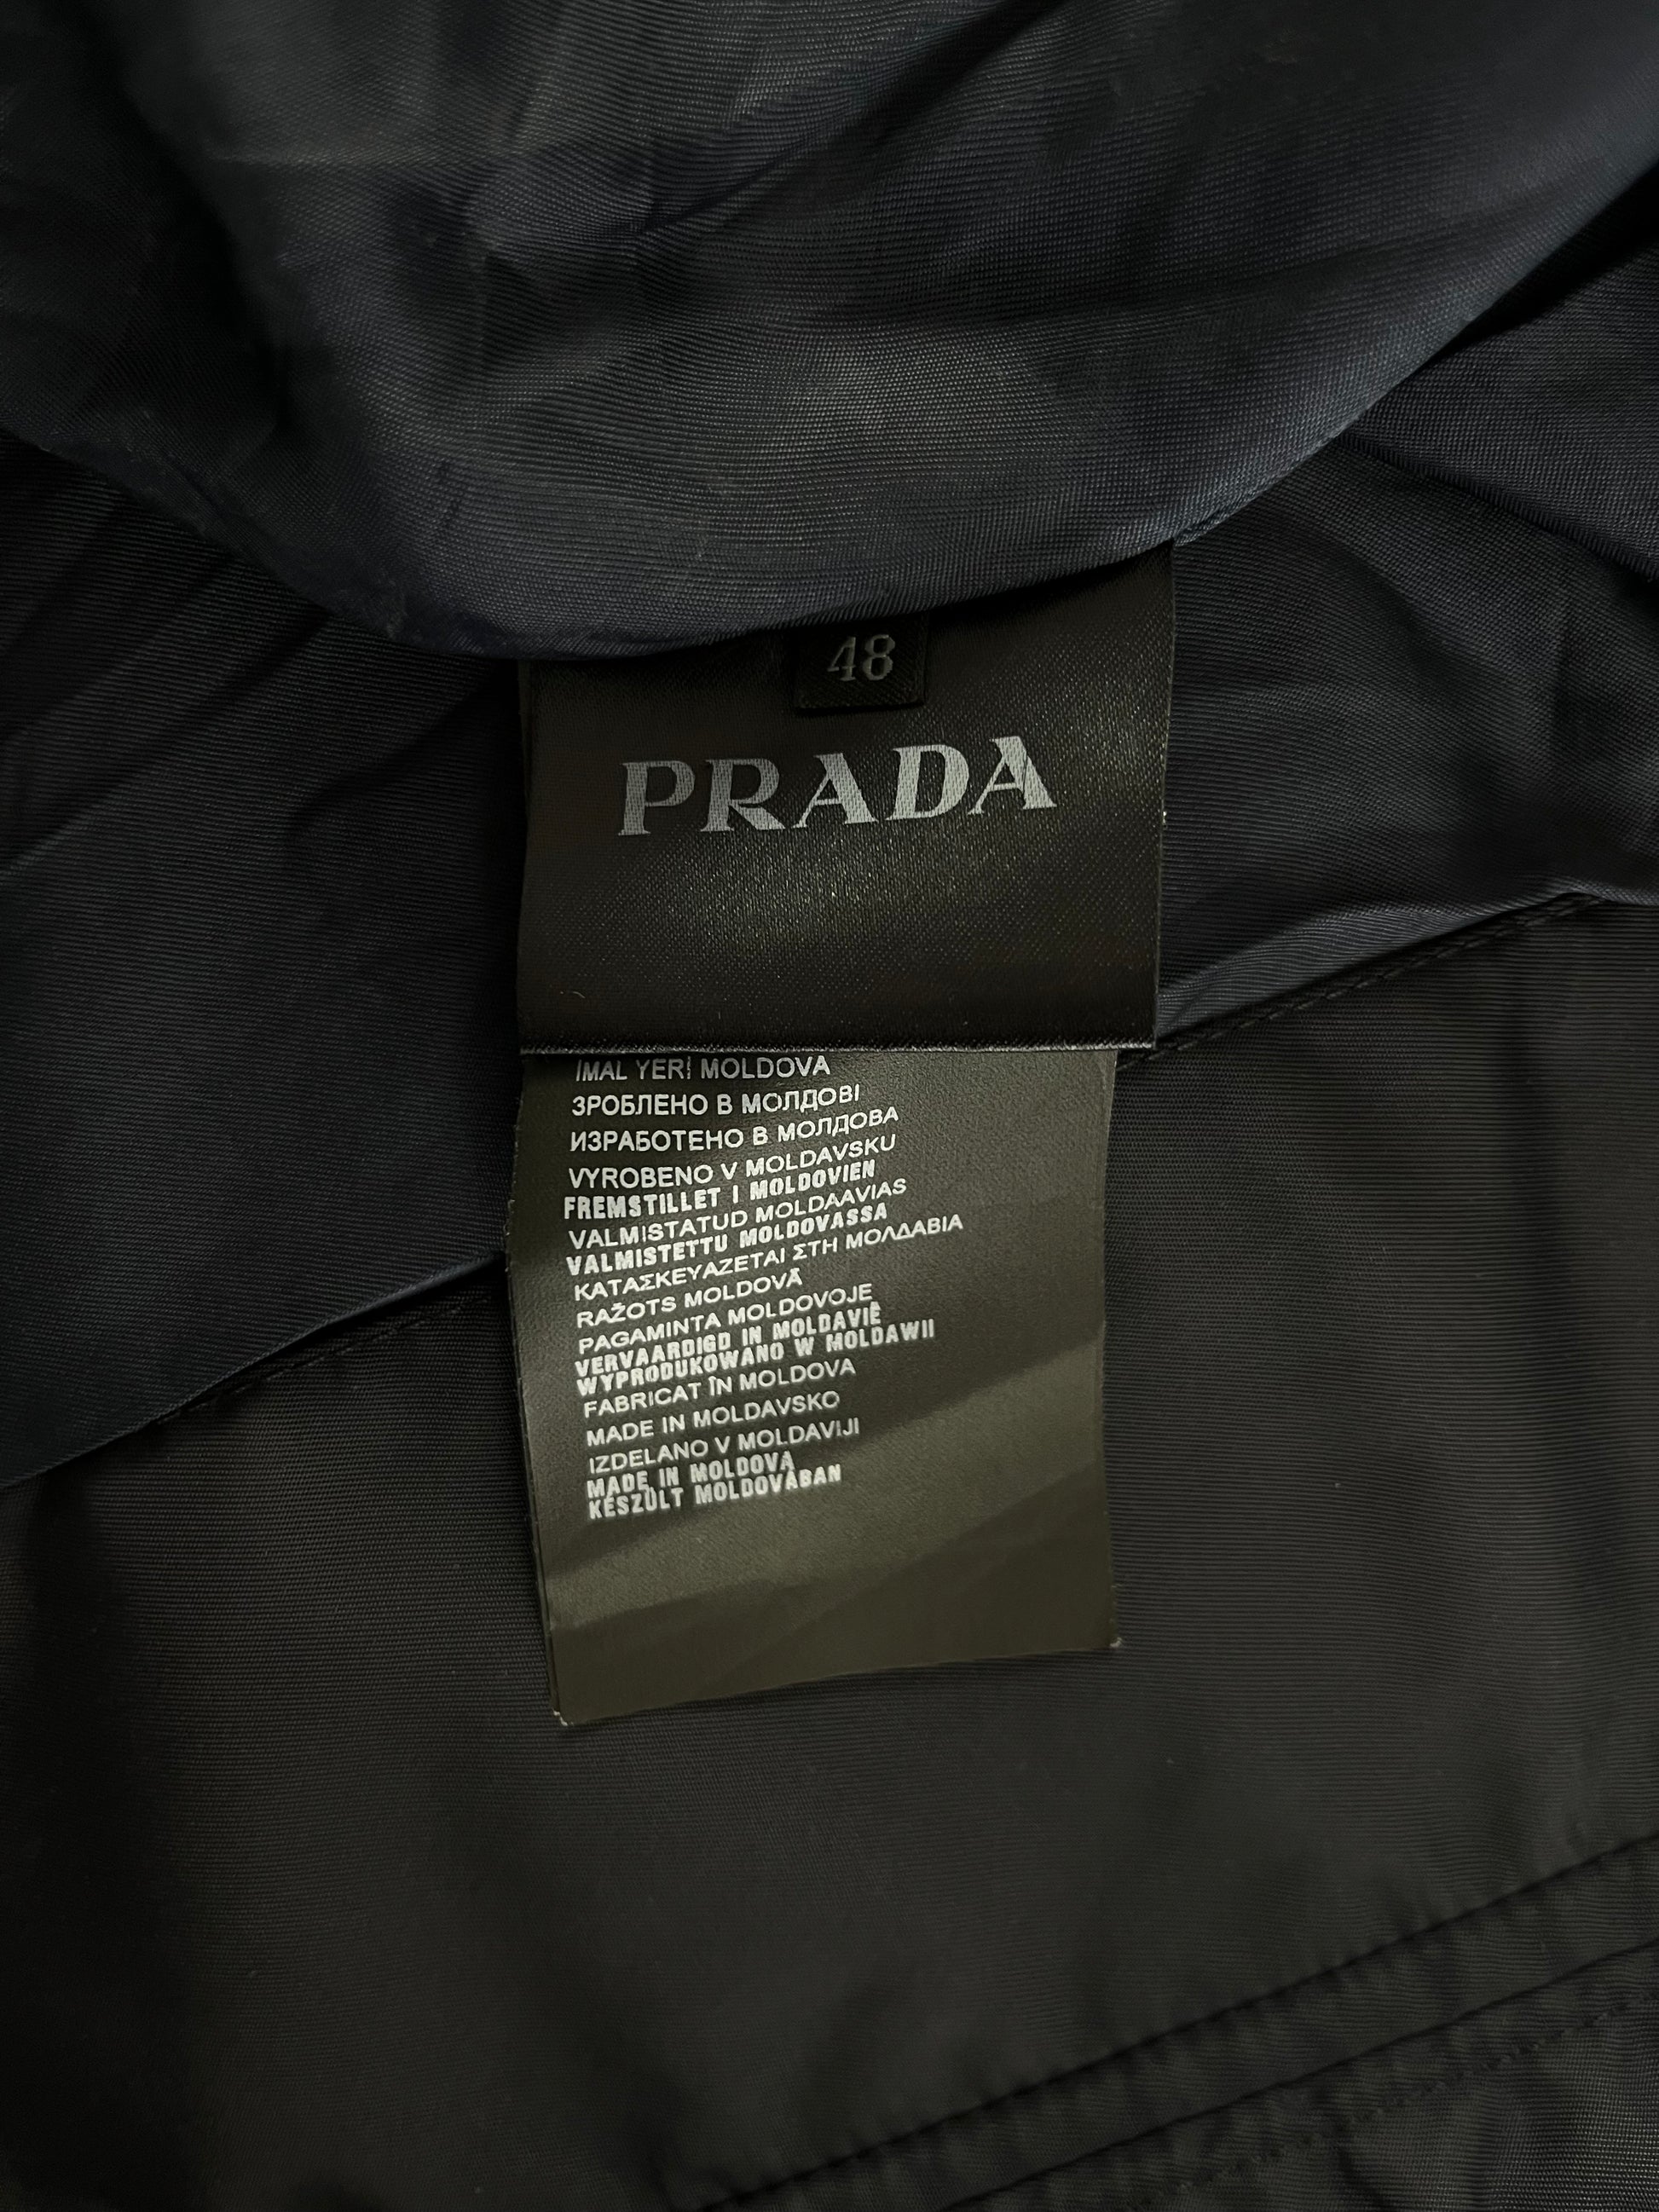 48
PRADA
İMAL YERİ MOLDOVA
ЗРОБЛЕНО В МОЛДОВІ
ИЗРАБОТЕНО В МОЛДОВА
VYROBENO V MOLDAVSKU
FREMSTILLET I MOLDOVIEN
VALMISTATUD MOLDAAVIAS
VALMISTETTU MOLDOVASSA
ΚΑΤΑΣΚΕΥΑΖΕΤΑΙ ΣΤΗ ΜΟΛΔΑΒΙΑ
RAŽOTS MOLDOVĀ
PAGAMINTA MOLDOVOJE
VERVAARDIGD IN MOLDAVIË
WYPRODUKOWANO W MOLDAWII
FABRICAT ÎN MOLDOVA
MADE IN MOLDAVSKO
IZDELANO V MOLDAVIJI
MADE IN MOLDOVA
KÉSZÜLT MOLDOVÁBAN